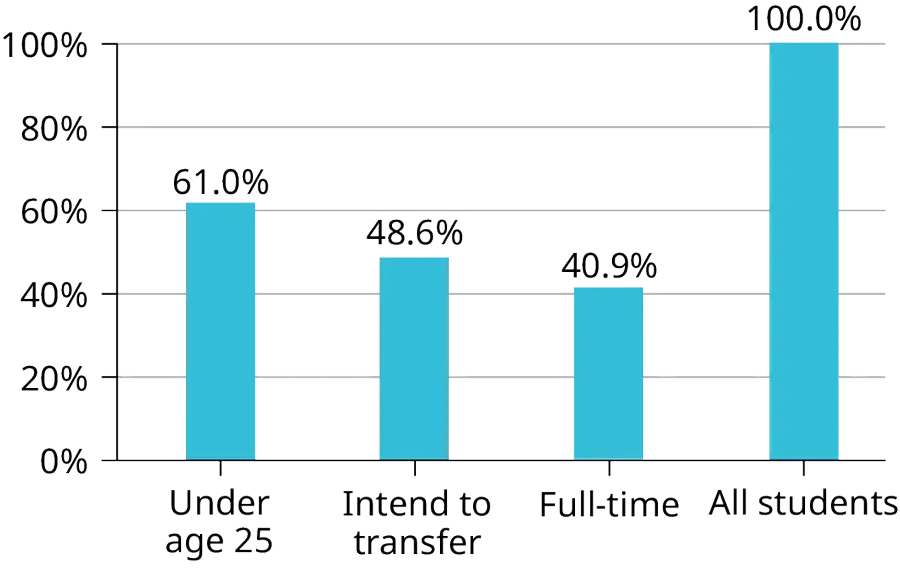 100.0%
100%
80%
61.0%
60%
48.6%
40.9%
40%
20%
0%
Under
age 25
Intend to
transfer
Full-time
All students